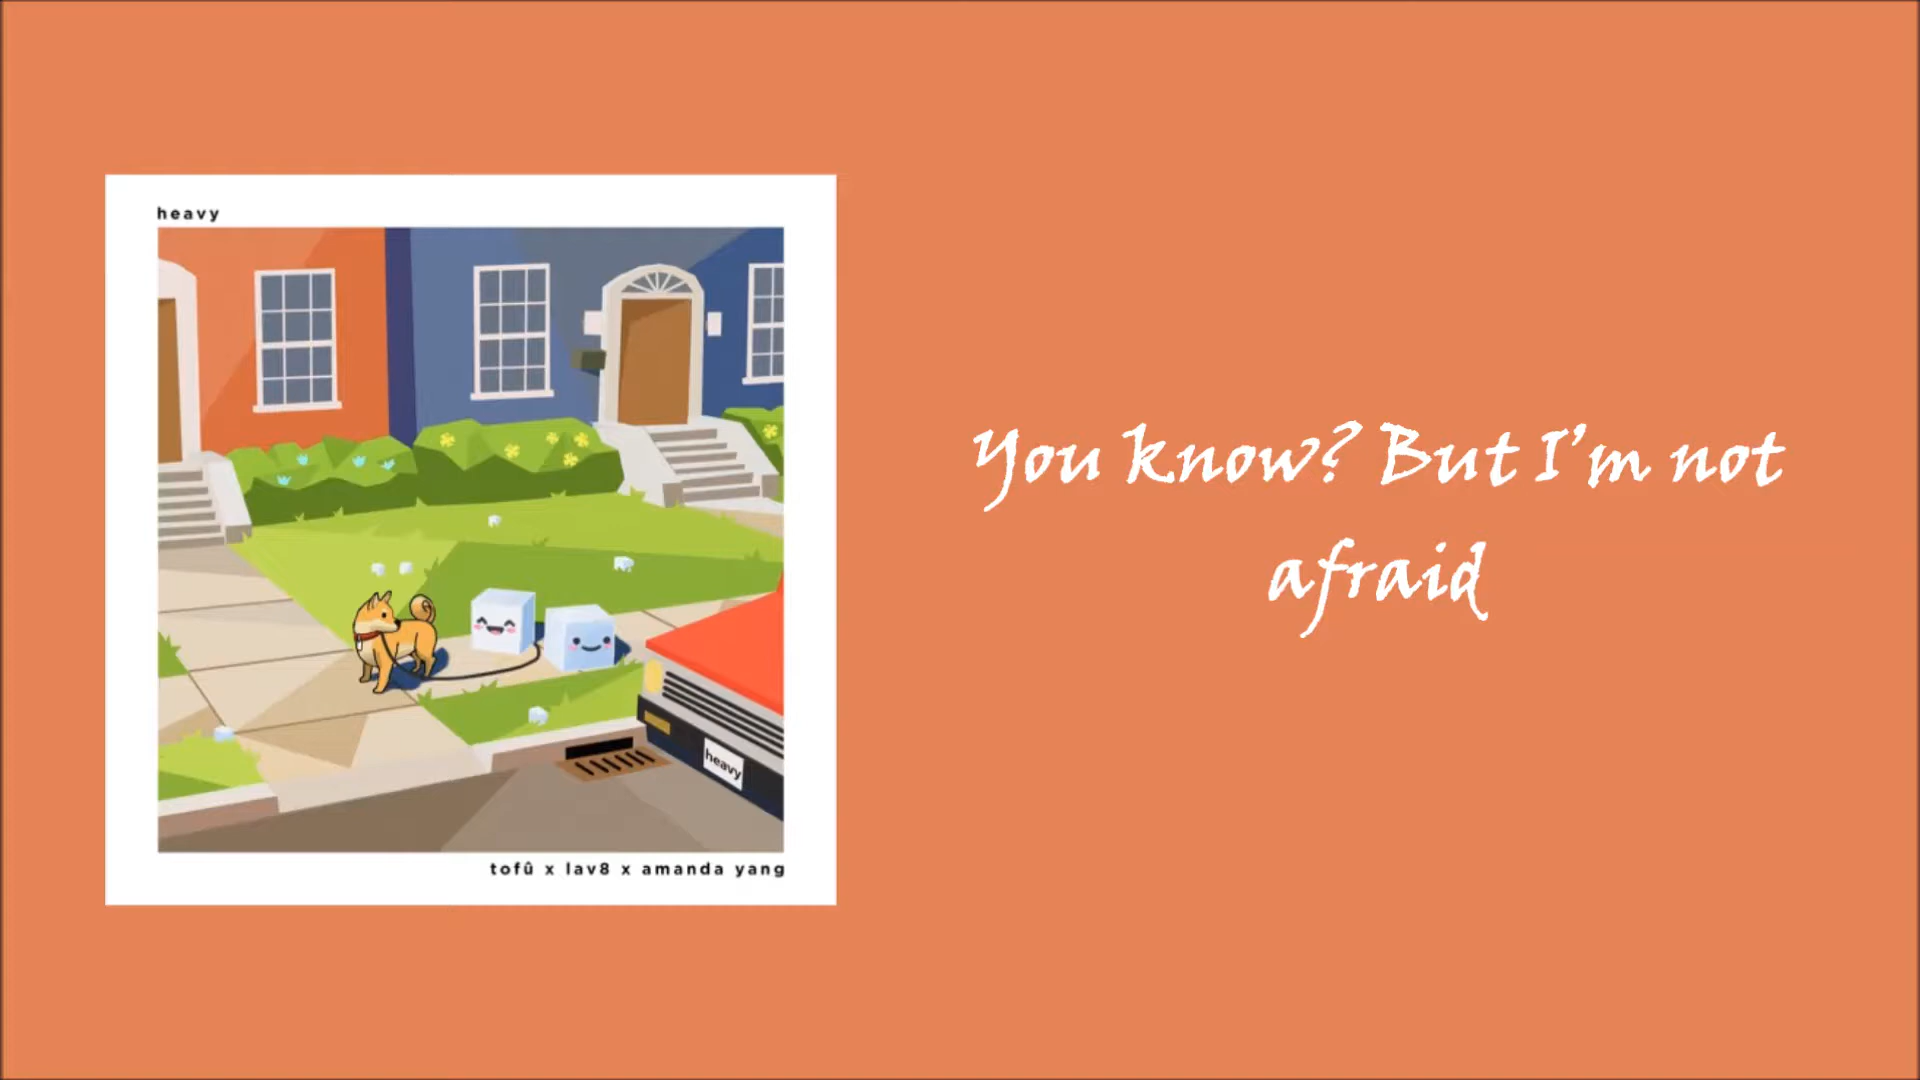 heavy
heavy
tofû x lav8 x amanda yang
You know? But I'm not
afraid